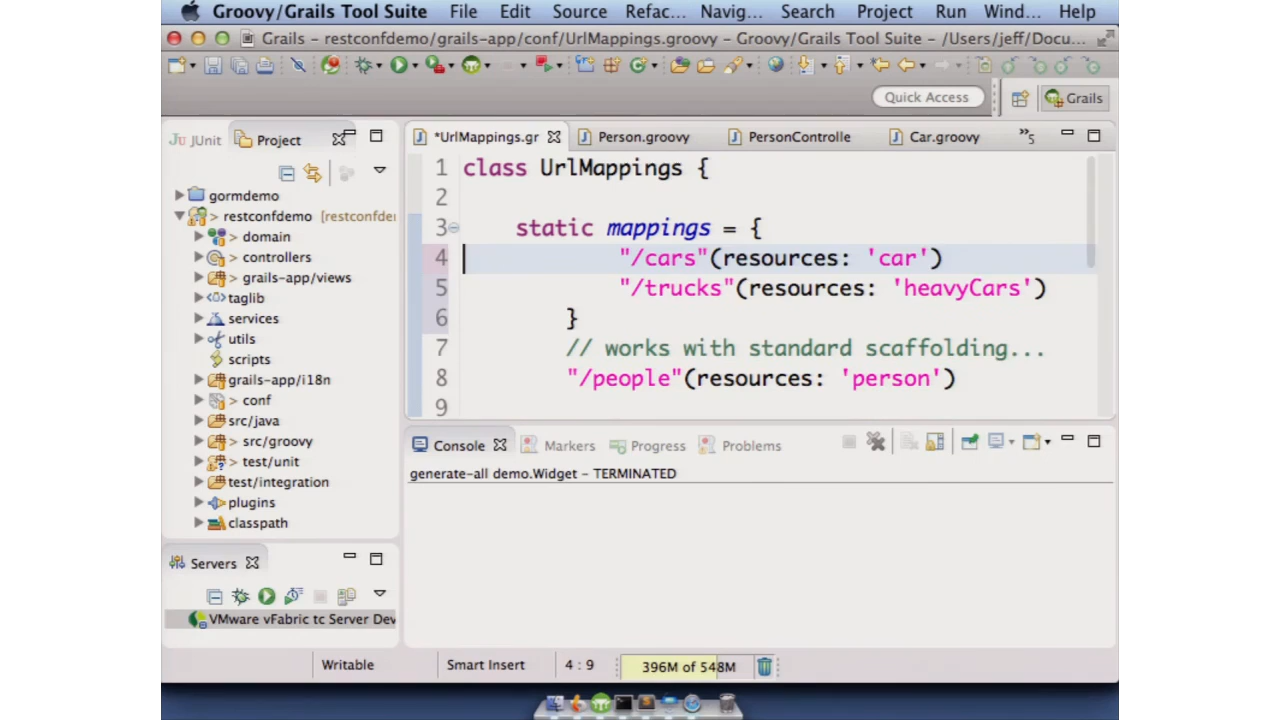 Groovy/Grails Tool Suite File Edit Source Refac... Navig... Search Project Run Wind... Help
Grails - restconfdemo/grails-app/conf/UrlMappings.groovy - Groovy/Grails Tool Suite - /Users/jeff/Docu...
Quick Access
Grails
JUnit
Project
gormdemo
> restconfdemo [restconfde
> domain
> controllers
> grails-app/views
taglib
services
utils
scripts
grails-app/i18n
> conf
src/java
> src/groovy
> test/unit
test/integration
plugins
classpath
Servers
VMware vFabric tc Server Dev
*UrlMappings.gr Person.groovy PersonControlle Car.groovy »5
1 class UrlMappings {
2
3 static mappings = {
4 "/cars"(resources: 'car')
5 "/trucks"(resources: 'heavyCars')
6 }
7 // works with standard scaffolding...
8 "/people"(resources: 'person')
9
Console Markers Progress Problems
generate-all demo.Widget - TERMINATED
Writable Smart Insert 4 : 9 396M of 548M